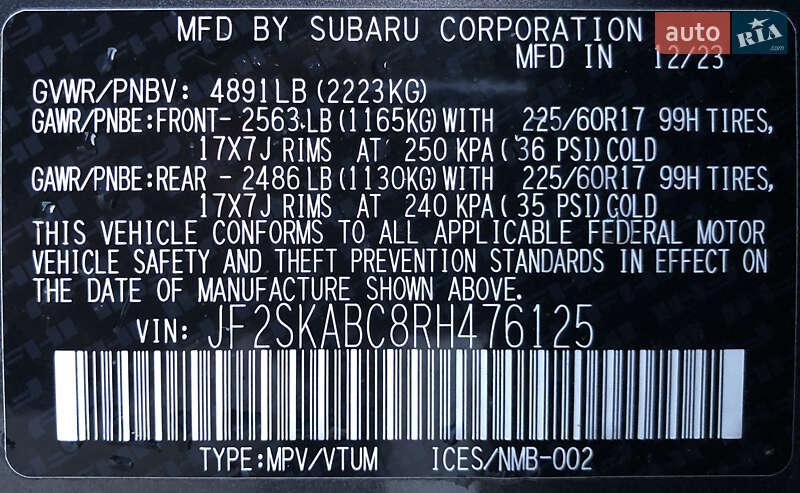 MFD BY SUBARU CORPORATION
auto RIA .com
MFD IN 12/23
GVWR/PNBV: 4891LB(2223KG)
GAWR/PNBE:FRONT- 2563 LB(1165KG)WITH 225/60R17 99H TIRES,
17X7J RIMS AT 250 KPA(36 PSI)COLD
GAWR/PNBE:REAR - 2486 LB(1130KG)WITH 225/60R17 99H TIRES,
17X7J RIMS AT 240 KPA(35 PSI)COLD
THIS VEHICLE CONFORMS TO ALL APPLICABLE FEDERAL MOTOR
VEHICLE SAFETY AND THEFT PREVENTION STANDARDS IN EFFECT ON
THE DATE OF MANUFACTURE SHOWN ABOVE.
VIN: JF2SKABC8RH476125
TYPE:MPV/VTUM ICES/NMB-002